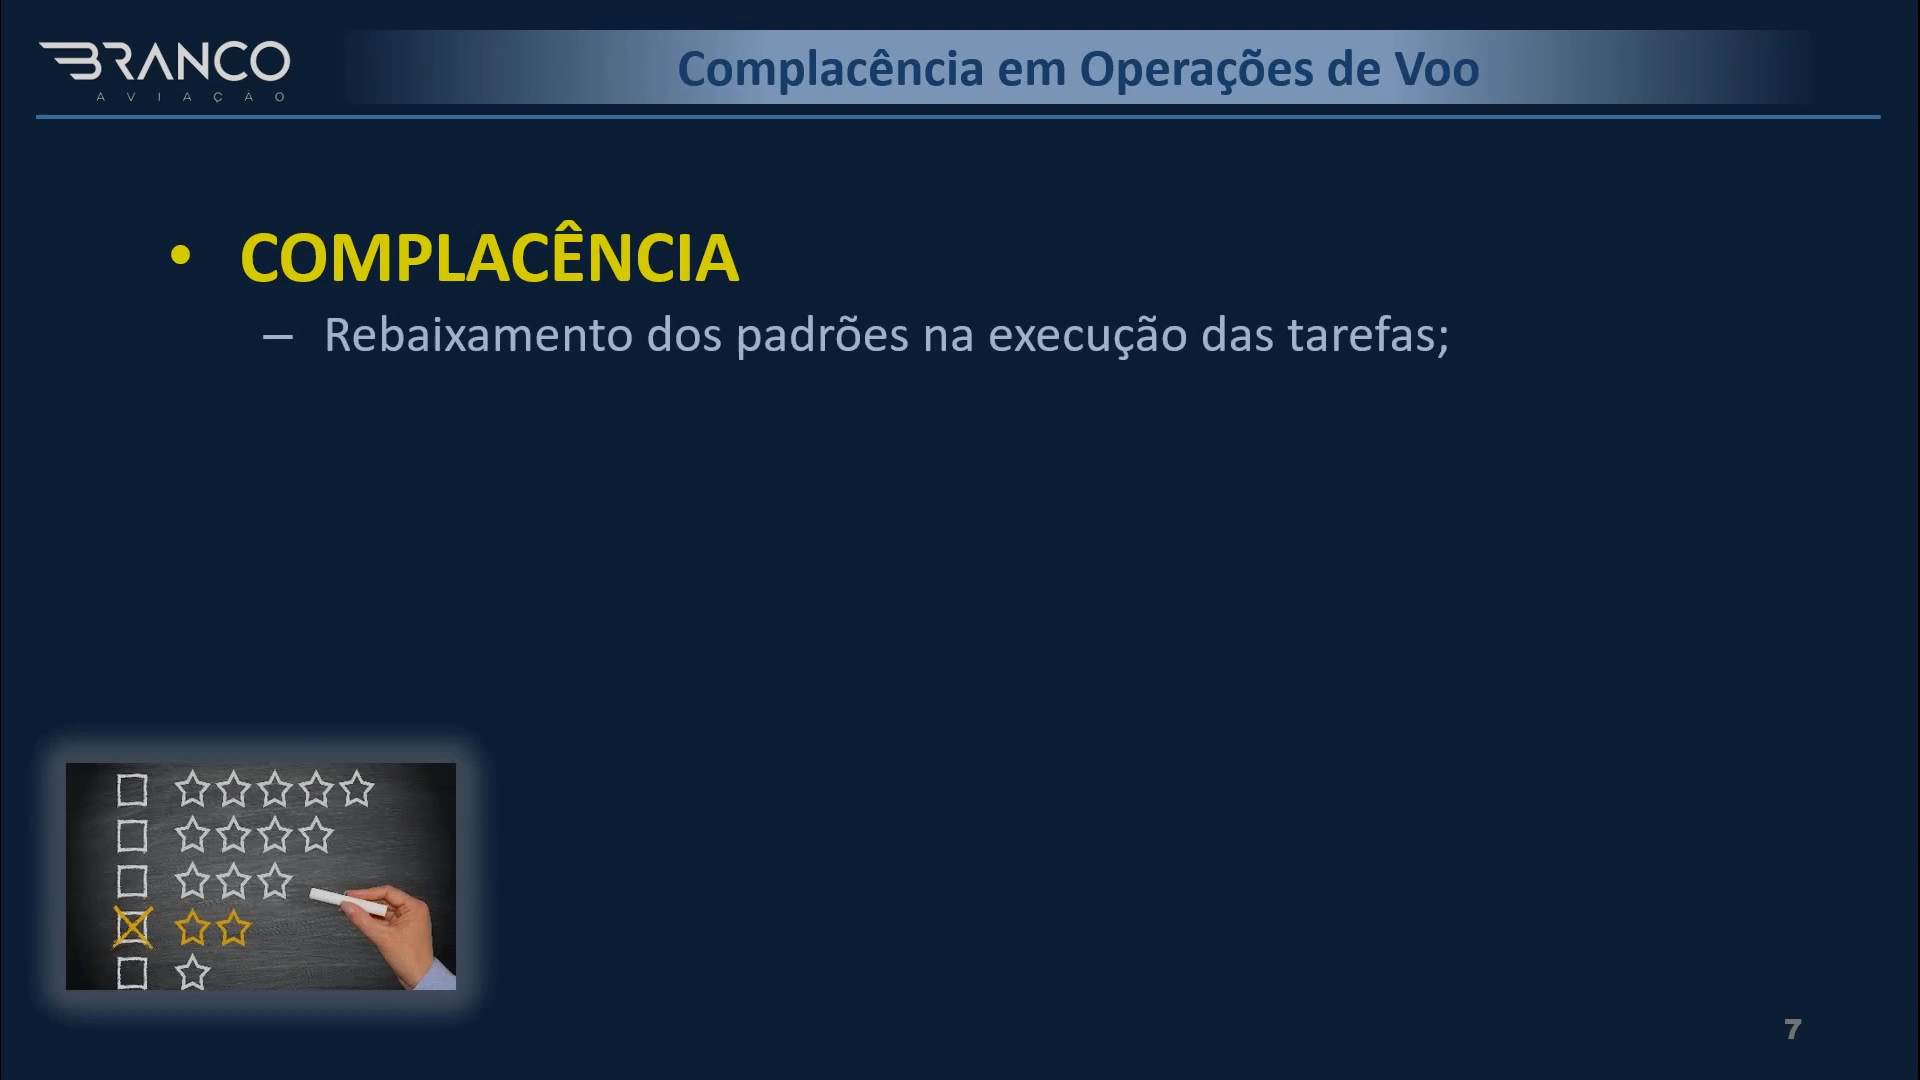 BRANCO
AVIAÇÃO
Complacência em Operações de Voo
• COMPLACÊNCIA
– Rebaixamento dos padrões na execução das tarefas;
7